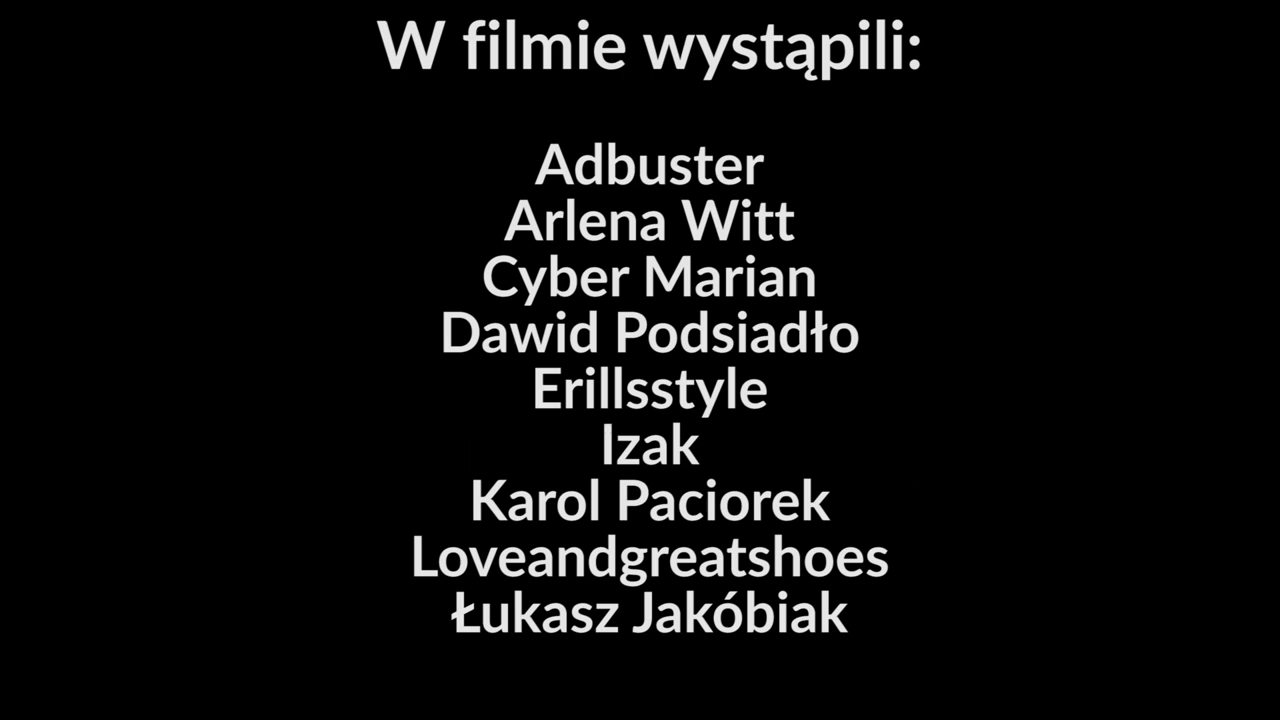 W filmie wystąpili:
Adbuster
Arlena Witt
Cyber Marian
Dawid Podsiadło
Erillsstyle
Izak
Karol Paciorek
Loveandgreatshoes
Łukasz Jakóbiak